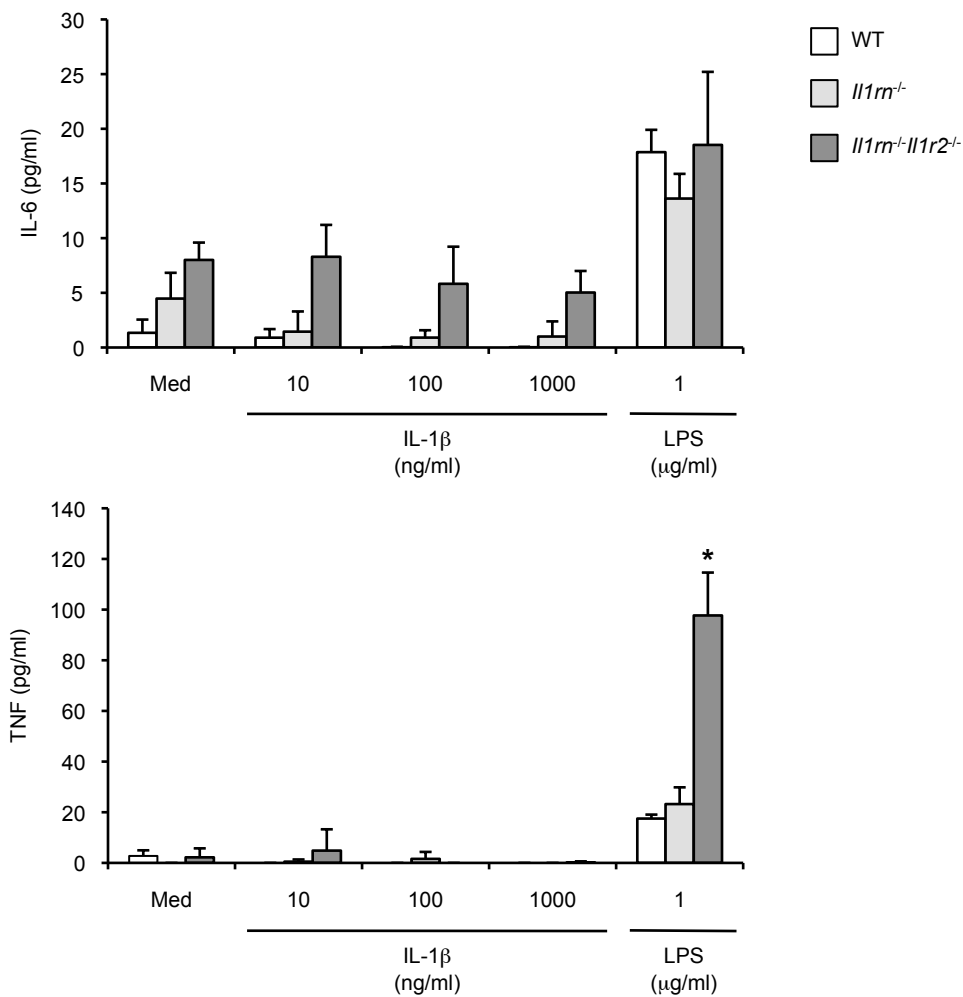 30
25
20
15
10
5
0
IL-6 (pg/ml)
Med
10
100
1000
1
IL-1β
(ng/ml)
LPS
(μg/ml)
WT
Il1rn-/-
Il1rn-/-Il1r2-/-
140
120
100
80
60
40
20
0
TNF (pg/ml)
*
Med
10
100
1000
1
IL-1β
(ng/ml)
LPS
(μg/ml)